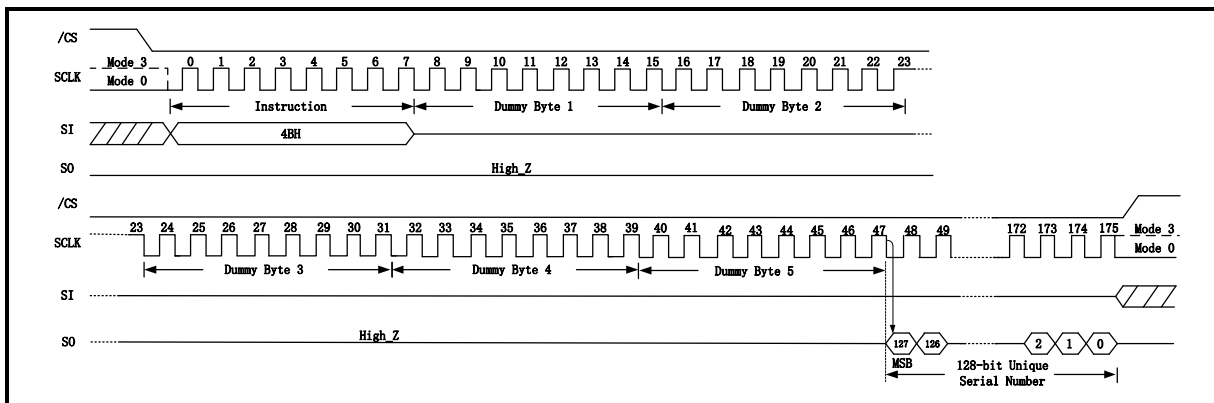 /CS
Mode 3 0 1 2 3 4 5 6 7 8 9 10 11 12 13 14 15 16 17 18 19 20 21 22 23
SCLK
Mode 0
Instruction Dummy Byte 1 Dummy Byte 2
SI
4BH
SO High_Z
/CS
23 24 25 26 27 28 29 30 31 32 33 34 35 36 37 38 39 40 41 42 43 44 45 46 47 48 49 172 173 174 175 Mode 3
SCLK
Mode 0
Dummy Byte 3 Dummy Byte 4 Dummy Byte 5
SI
High_Z
SO 127 126 2 1 0
MSB 128-bit Unique
Serial Number